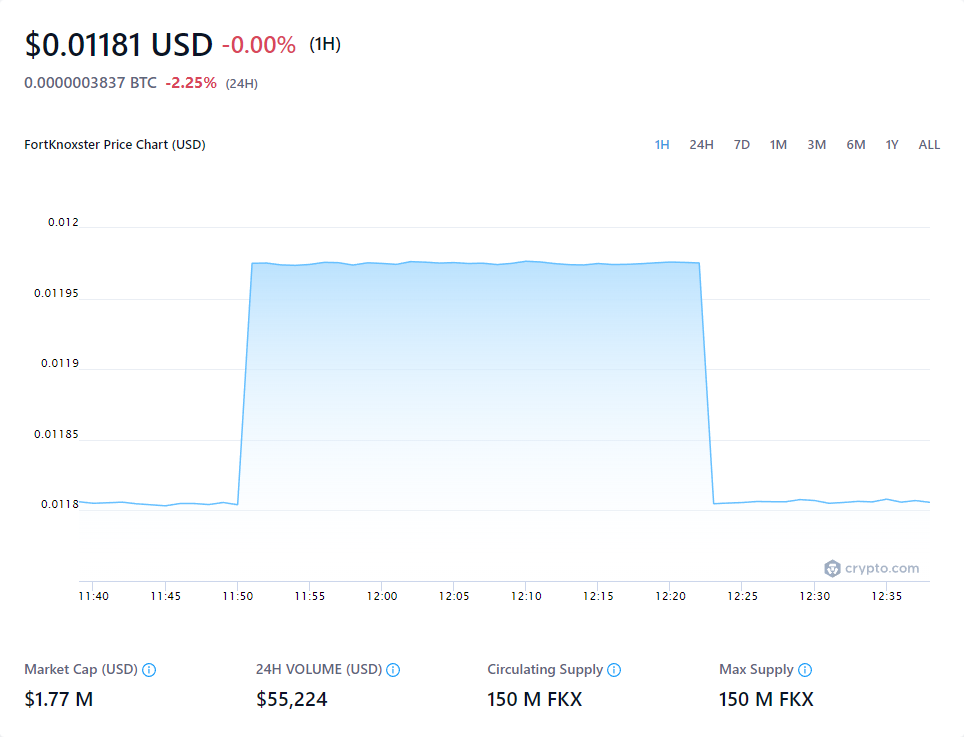 $0.01181 USD -0.00% (1H)
0.0000003837 BTC -2.25% (24H)
FortKnoxster Price Chart (USD)
1H 24H 7D 1M 3M 6M 1Y ALL
0.012
0.01195
0.0119
0.01185
0.0118
crypto.com
11:40 11:45 11:50 11:55 12:00 12:05 12:10 12:15 12:20 12:25 12:30 12:35
Market Cap (USD) 24H VOLUME (USD) Circulating Supply Max Supply
$1.77 M $55,224 150 M FKX 150 M FKX